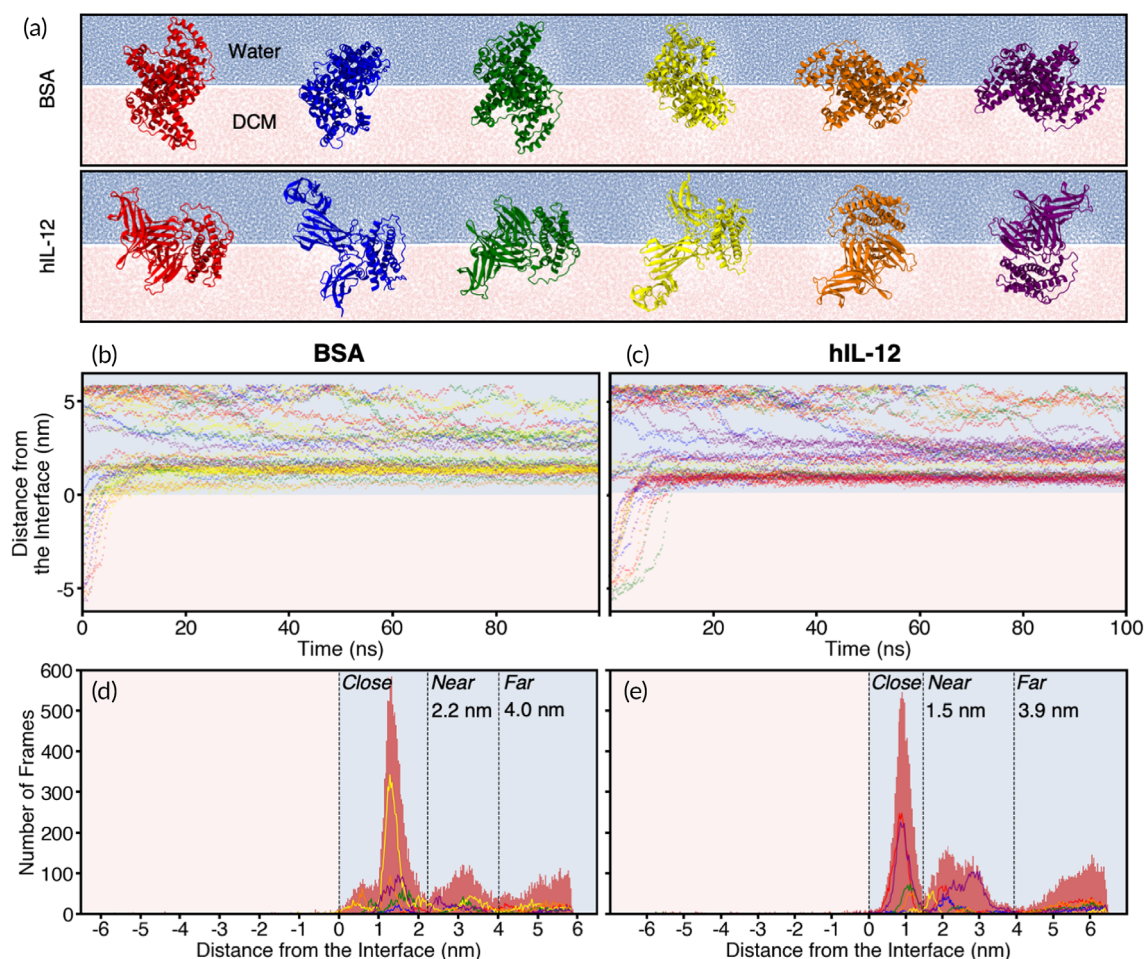 (a)
BSA
Water
DCM
hIL-12
(b)
BSA
(c)
hIL-12
Distance from
the Interface (nm)
5
0
-5
0 20 40 60 80
20 40 60 80 100
Time (ns)
Time (ns)
(d)
Close
Near
Far
2.2 nm
4.0 nm
(e)
Close
Near
Far
1.5 nm
3.9 nm
Number of Frames
600
500
400
300
200
100
0
-6 -5 -4 -3 -2 -1 0 1 2 3 4 5 6
-6 -5 -4 -3 -2 -1 0 1 2 3 4 5 6
Distance from the Interface (nm)
Distance from the Interface (nm)